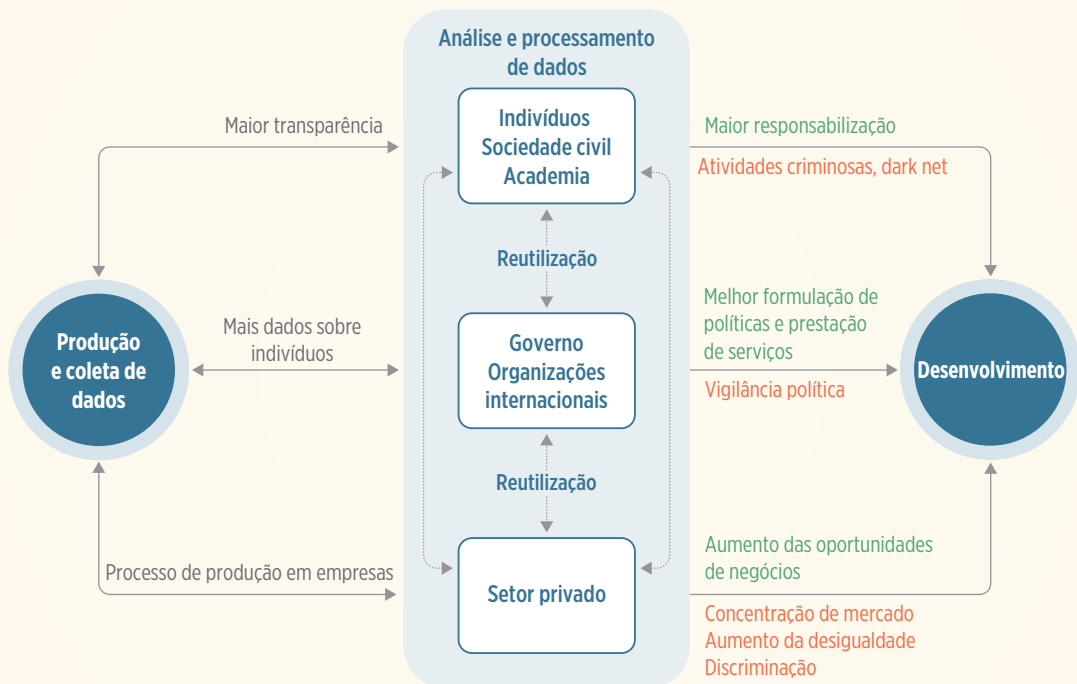 Análise e processamento
de dados
Maior transparência
Indivíduos
Sociedade civil
Academia
Maior responsabilização
Atividades criminosas, dark net
Reutilização
Produção
e coleta de
dados
Mais dados sobre
indivíduos
Governo
Organizações
internacionais
Melhor formulação de
políticas e prestação
de serviços
Vigilância política
Desenvolvimento
Reutilização
Processo de produção em empresas
Setor privado
Aumento das oportunidades
de negócios
Concentração de mercado
Aumento da desigualdade
Discriminação